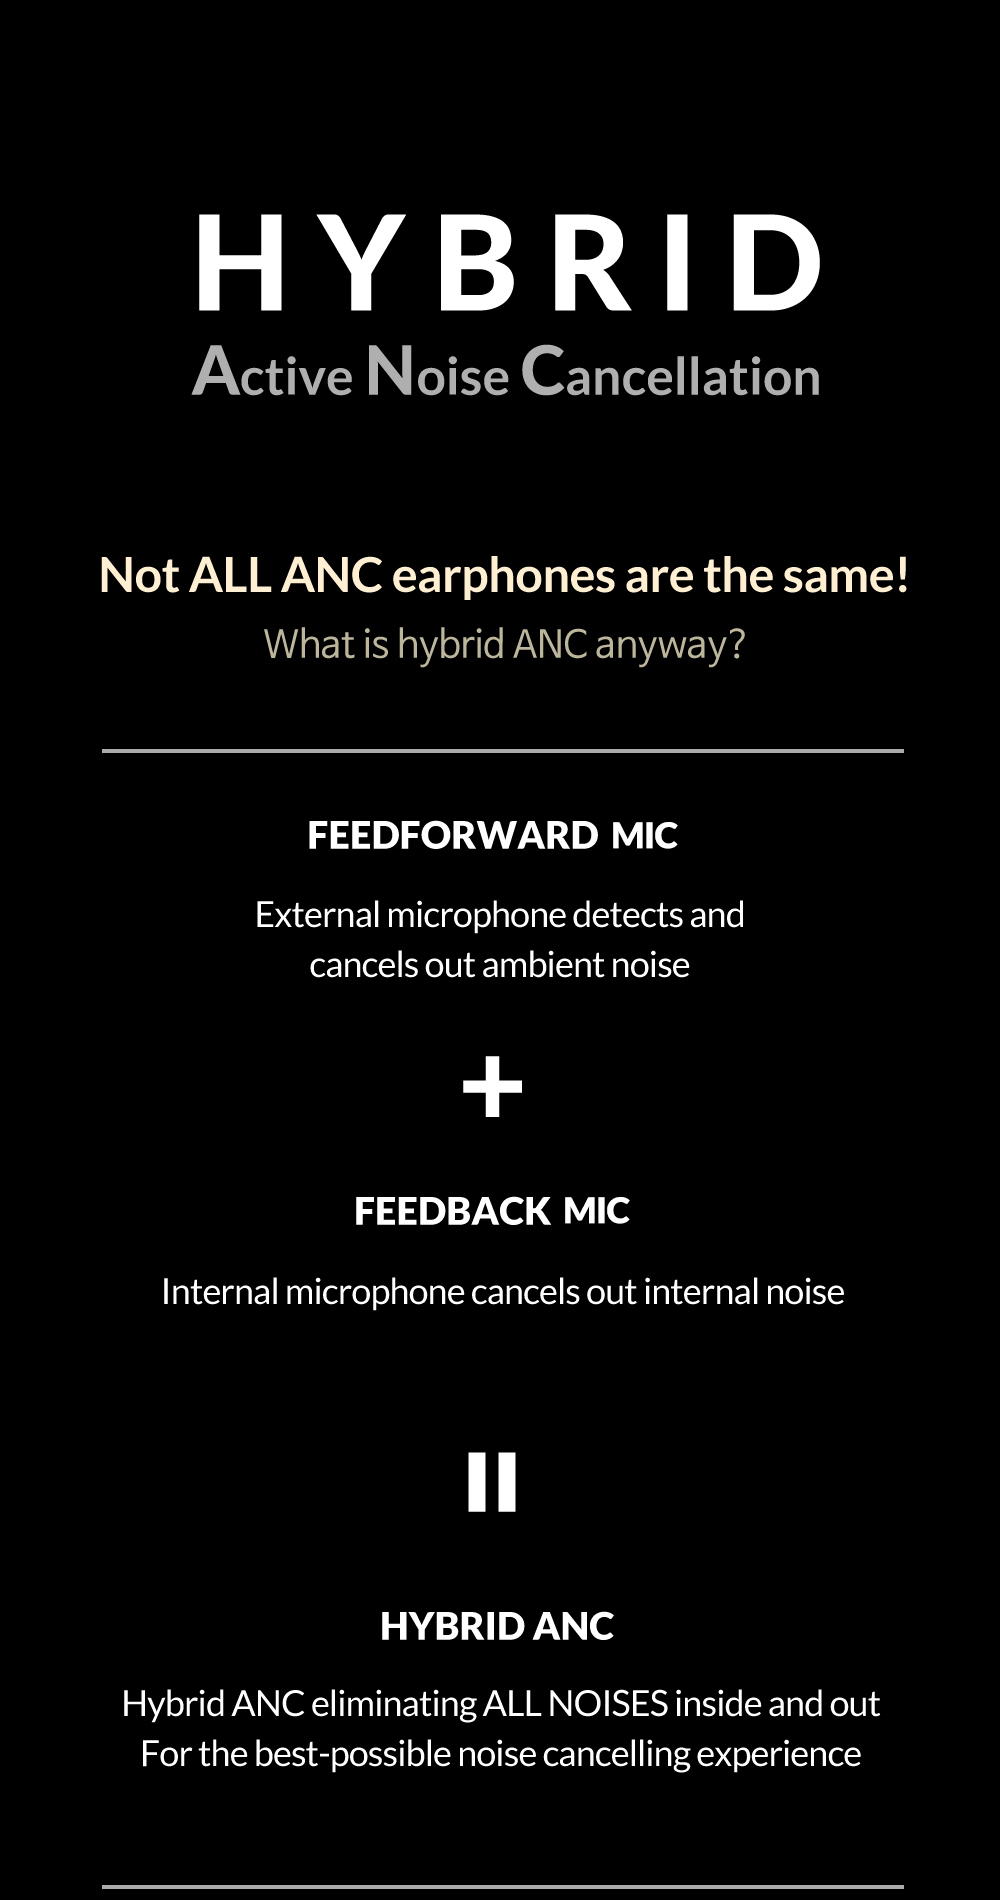 HYBRID
Active Noise Cancellation
Not ALL ANC earphones are the same!
What is hybrid ANC anyway?
FEEDFORWARD MIC
External microphone detects and
cancels out ambient noise
+
FEEDBACK MIC
Internal microphone cancels out internal noise
=
HYBRID ANC
Hybrid ANC eliminating ALL NOISES inside and out
For the best-possible noise cancelling experience